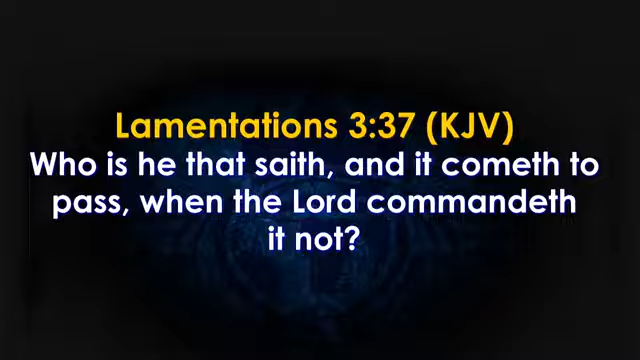 Lamentations 3:37 (KJV)
Who is he that saith, and it cometh to
pass, when the Lord commandeth
it not?